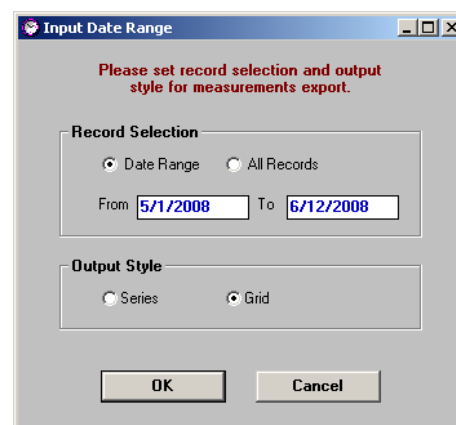 Input Date Range
Please set record selection and output
style for measurements export.
Record Selection
Date Range All Records
From 5/1/2008 To 6/12/2008
Output Style
Series Grid
OK Cancel